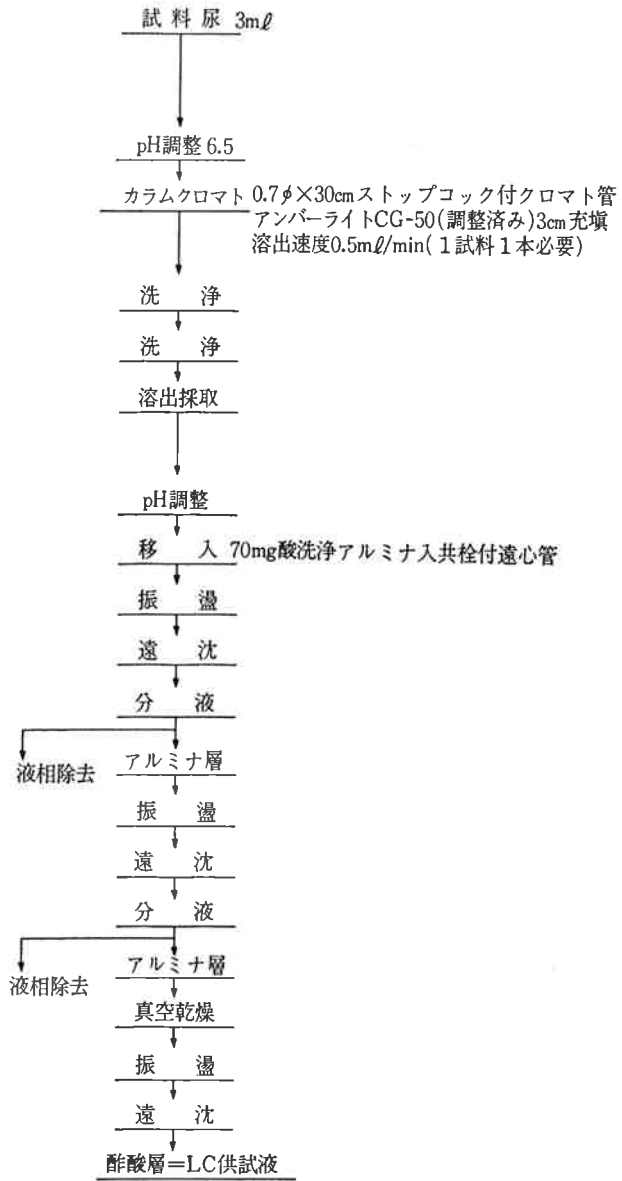 試料尿 3mℓ
pH調整 6.5
カラムクロマト 0.7φ×30cmストップコック付クロマト管
アンバーライトCG-50(調整済み)3cm充塡
溶出速度0.5mℓ/min(1試料1本必要)
洗浄
洗浄
溶出採取
pH調整
移入 70mg酸洗浄アルミナ入共栓付遠心管
振盪
遠沈
分液
液相除去
アルミナ層
振盪
遠沈
分液
液相除去
アルミナ層
真空乾燥
振盪
遠沈
酢酸層=LC供試液